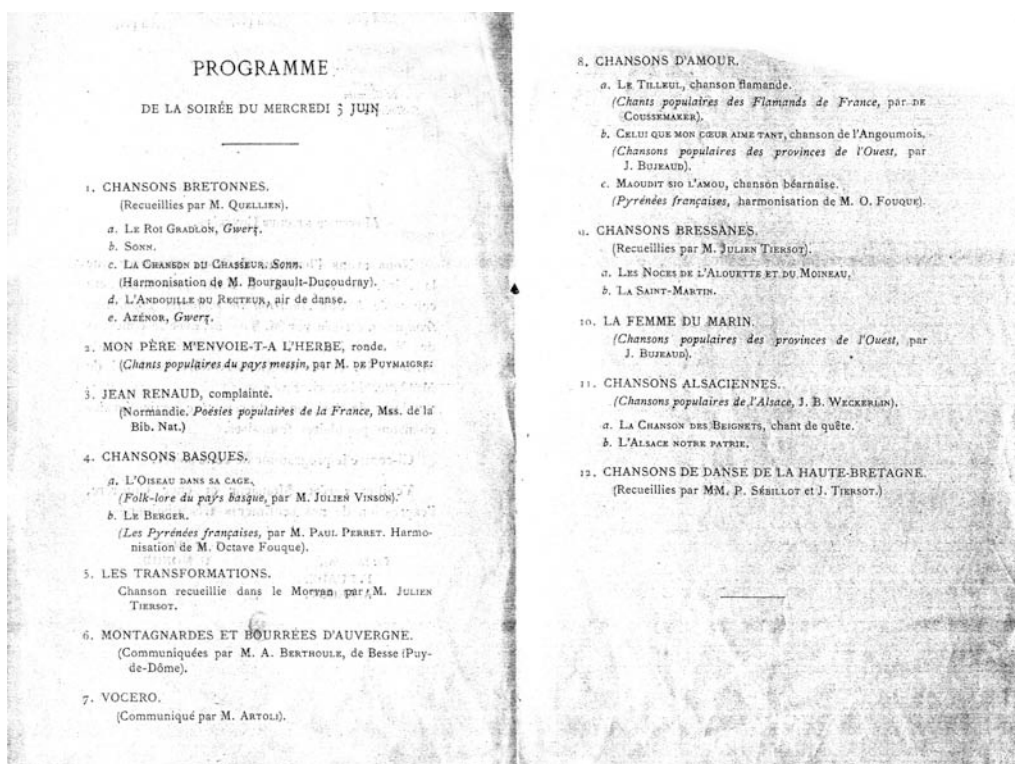 PROGRAMME
DE LA SOIRÉE DU MERCREDI 3 JUIN
1. CHANSONS BRETONNES.
(Recueillies par M. QUELLIEN).
a. LE ROI GRADLON, Gwerz.
b. SONN.
c. LA CHANSON DU CHASSEUR. Sonn.
(Harmonisation de M. Bourgault-Ducoudray).
d. L'ANDOUILLE DU RECTEUR, air de danse.
e. AZÉNOR, Gwerz.
2. MON PÈRE M'ENVOIE-T-A L'HERBE, ronde.
(Chants populaires du pays messin, par M. DE PUYMAIGRE.
3. JEAN RENAUD, complainte.
(Normandie. Poésies populaires de la France, Mss. de la
Bib. Nat.)
4. CHANSONS BASQUES.
a. L'OISEAU DANS SA CAGE.
(Folk-lore du pays basque, par M. JULIEN VINSON).
b. LE BERGER.
(Les Pyrénées françaises, par M. PAUL PERRET. Harmo-
nisation de M. Octave Fouque).
5. LES TRANSFORMATIONS.
Chanson recueillie dans le Morvan par M. JULIEN
TIERSOT.
6. MONTAGNARDES ET BOURRÉES D'AUVERGNE.
(Communiquées par M. A. BERTHOULE, de Besse (Puy-
de-Dôme).
7. VOCERO.
(Communiqué par M. ARTOLI).
8. CHANSONS D'AMOUR.
a. LE TILLEUL, chanson flamande.
(Chants populaires des Flamands de France, par DE
COUSSEMAKER).
b. CELUI QUE MON CŒUR AIME TANT, chanson de l'Angoumois.
(Chansons populaires des provinces de l'Ouest, par
J. BUJEAUD).
c. MAOUDIT SIO L'AMOU, chanson béarnaise.
(Pyrénées françaises, harmonisation de M. O. FOUQUE).
9. CHANSONS BRESSANES.
(Recueillies par M. JULIEN TIERSOT).
a. LES NOCES DE L'ALOUETTE ET DU MOINEAU.
b. LA SAINT-MARTIN.
10. LA FEMME DU MARIN.
(Chansons populaires des provinces de l'Ouest, par
J. BUJEAUD).
11. CHANSONS ALSACIENNES.
(Chansons populaires de l'Alsace, J. B. WECKERLIN).
a. LA CHANSON DES BEIGNETS, chant de quête.
b. L'ALSACE NOTRE PATRIE.
12. CHANSONS DE DANSE DE LA HAUTE-BRETAGNE.
(Recueillies par MM. P. SÉBILLOT et J. TIERSOT.)